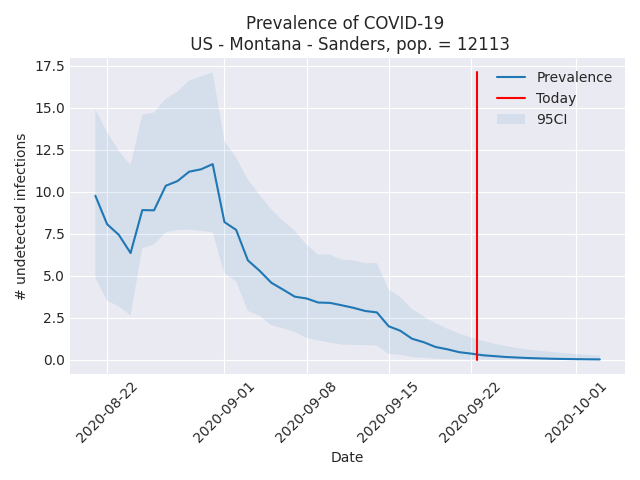 Prevalence of COVID-19
US - Montana - Sanders, pop. = 12113
17.5
15.0
12.5
10.0
7.5
5.0
2.5
0.0
# undetected infections
Prevalence
Today
95CI
2020-08-22
2020-09-01
2020-09-08
2020-09-15
2020-09-22
2020-10-01
Date